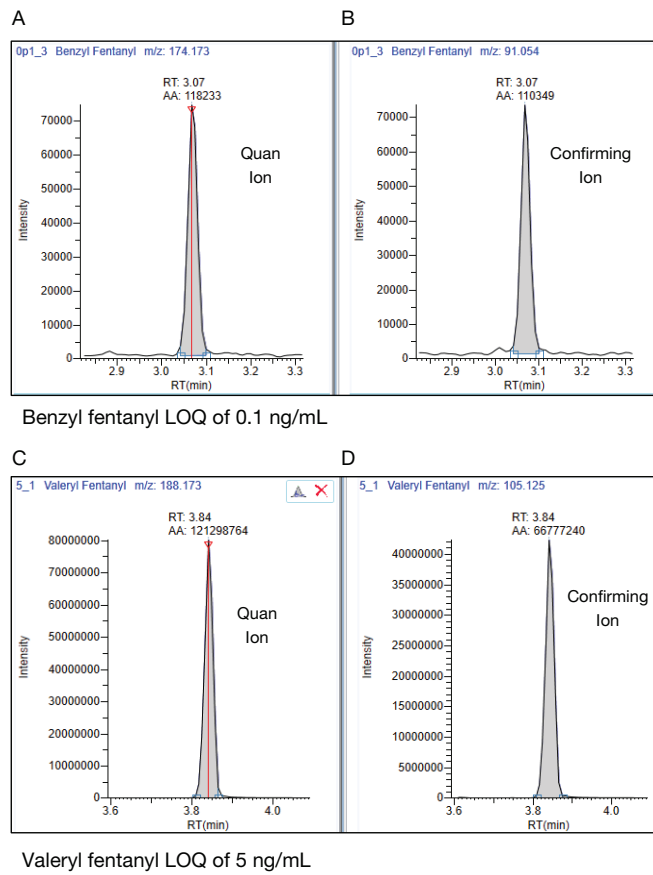 A
0p1_3 Benzyl Fentanyl m/z: 174.173
RT: 3.07
AA: 118233
Quan
Ion
Intensity
70000
60000
50000
40000
30000
20000
10000
0
2.9
3.0
3.1
3.2
3.3
RT(min)
B
0p1_3 Benzyl Fentanyl m/z: 91.054
RT: 3.07
AA: 110349
Confirming
Ion
Intensity
70000
60000
50000
40000
30000
20000
10000
0
2.9
3.0
3.1
3.2
3.3
RT(min)
Benzyl fentanyl LOQ of 0.1 ng/mL
C
5_1 Valeryl Fentanyl m/z: 188.173
RT: 3.84
AA: 121298764
Quan
Ion
Intensity
80000000
70000000
60000000
50000000
40000000
30000000
20000000
10000000
0
3.6
3.8
4.0
RT(min)
D
5_1 Valeryl Fentanyl m/z: 105.125
RT: 3.84
AA: 66777240
Confirming
Ion
Intensity
40000000
35000000
30000000
25000000
20000000
15000000
10000000
5000000
0
3.6
3.8
4.0
RT(min)
Valeryl fentanyl LOQ of 5 ng/mL